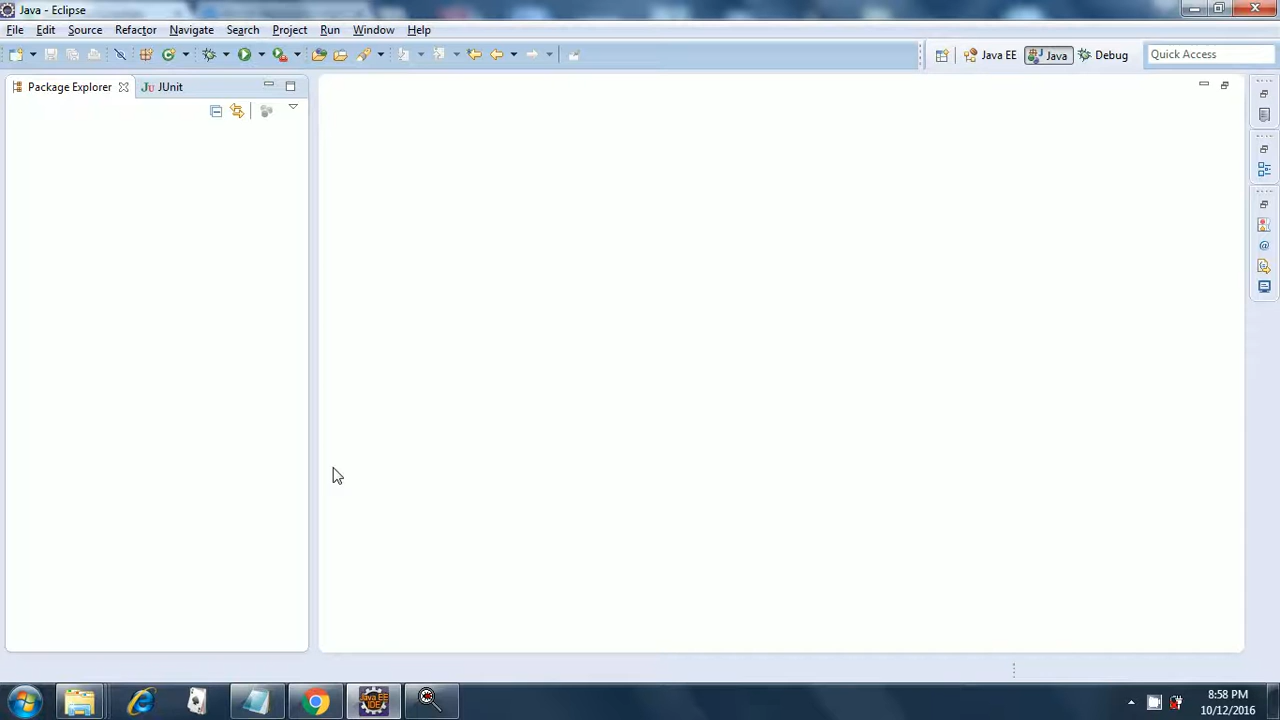 Java - Eclipse
File Edit Source Refactor Navigate Search Project Run Window Help
Java EE Java Debug Quick Access
Package Explorer JUnit
8:58 PM
10/12/2016